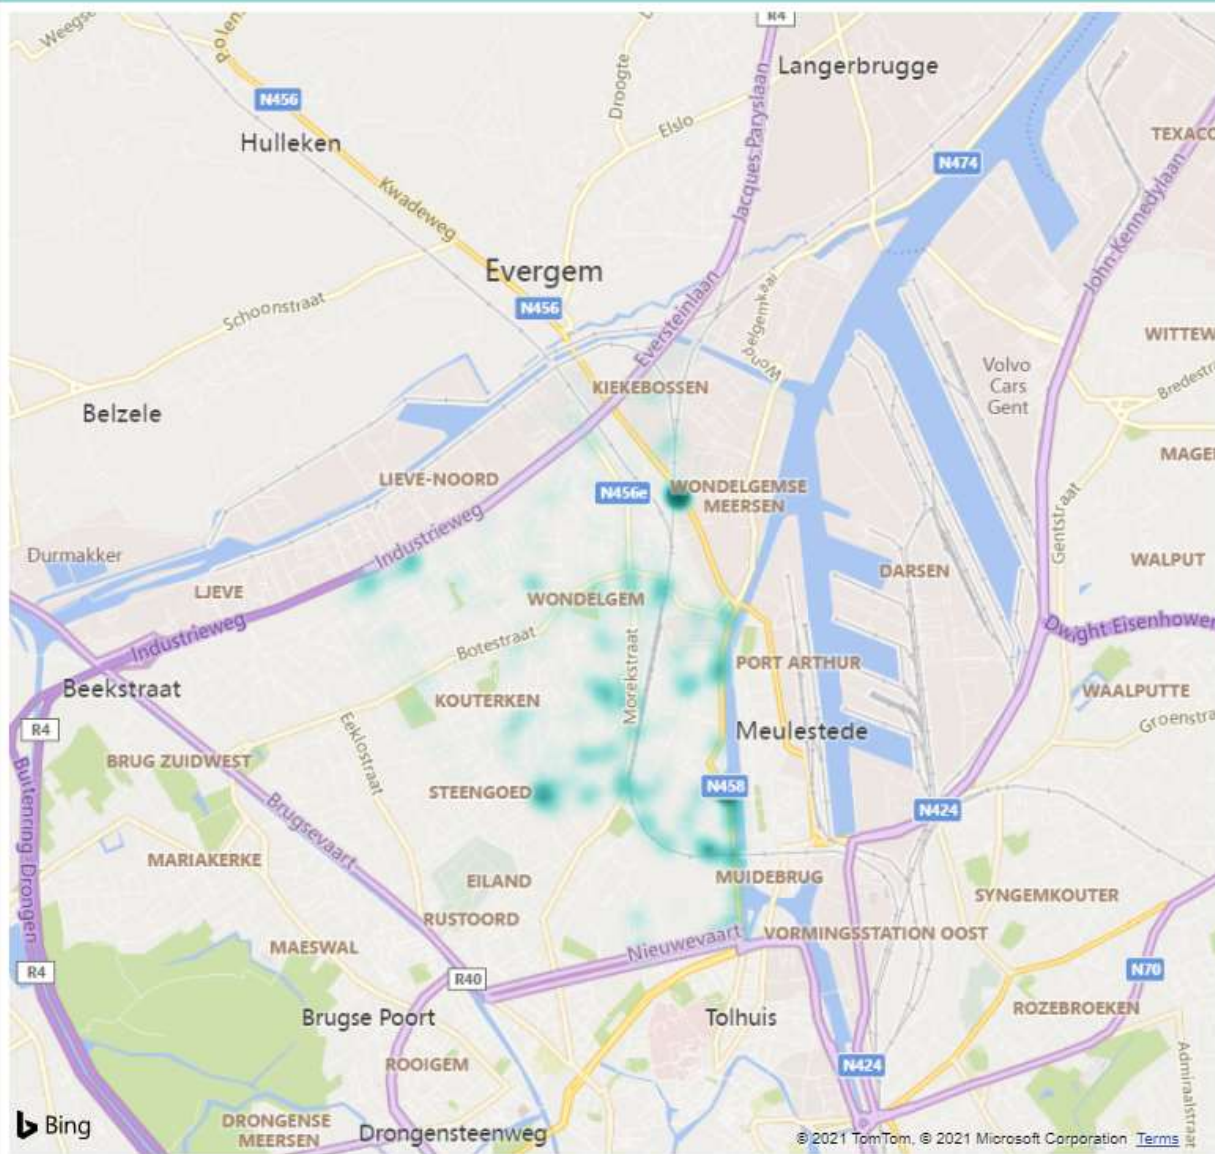 R4
Weegse
Polen
Langerbrugge
N456
Droogte
Elslo
Jacques Paryslaan
TEXACO
Hulleken
N474
Kwadeweg
John Kennedylaan
Evergem
N456
Schoonstraat
Eversteinlaan
Wondelgemkaai
WITTEW
Volvo
Cars
Gent
KIEKEBOSSEN
Bredestr
Belzele
MAGE
LIEVE-NOORD
N456e
WONDELGEMSE
MEERSEN
Gentstraat
Industrieweg
Durmakker
WALPUT
DARSEN
LJEVE
WONDELGEM
Industrieweg
Dwight Eisenhower
Botestraat
Morekstraat
PORT ARTHUR
Beekstraat
WAALPUTTE
KOUTERKEN
Groenstra
R4
Eeklostraat
Meulestede
BRUG ZUIDWEST
STEENGOED
N458
N424
Buitenring-Drongen
Brugsevaart
MARIAKERKE
EILAND
MUIDEBRUG
SYNGEMKOUTER
RUSTOORD
MAESWAL
Nieuwevaart
VORMINGSSTATION OOST
R4
R40
N70
Brugse Poort
Tolhuis
ROZEBROEKEN
ROOIGEM
N424
Admiraalstraat
Bing
DRONGENSE
MEERSEN
Drongensteenweg
© 2021 TomTom, © 2021 Microsoft Corporation Terms